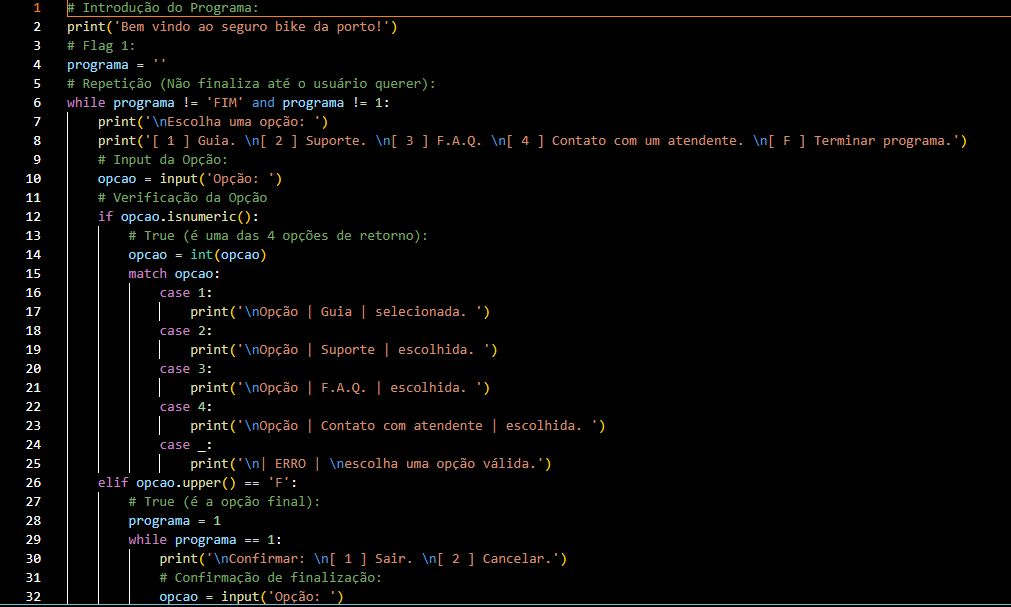 1 # Introdução do Programa:
2 print('Bem vindo ao seguro bike da porto!')
3 # Flag 1:
4 programa = ''
5 # Repetição (Não finaliza até o usuário querer):
6 while programa != 'FIM' and programa != 1:
7     print('\nEscolha uma opção: ')
8     print('[ 1 ] Guia. \n[ 2 ] Suporte. \n[ 3 ] F.A.Q. \n[ 4 ] Contato com um atendente. \n[ F ] Terminar programa.')
9     # Input da Opção:
10     opcao = input('Opção: ')
11     # Verificação da Opção
12     if opcao.isnumeric():
13         # True (é uma das 4 opções de retorno):
14         opcao = int(opcao)
15         match opcao:
16             case 1:
17                 print('\nOpção | Guia | selecionada. ')
18             case 2:
19                 print('\nOpção | Suporte | escolhida. ')
20             case 3:
21                 print('\nOpção | F.A.Q. | escolhida. ')
22             case 4:
23                 print('\nOpção | Contato com atendente | escolhida. ')
24             case _:
25                 print('\n| ERRO | \nescolha uma opção válida.')
26     elif opcao.upper() == 'F':
27         # True (é a opção final):
28         programa = 1
29         while programa == 1:
30             print('\nConfirmar: \n[ 1 ] Sair. \n[ 2 ] Cancelar.')
31             # Confirmação de finalização:
32             opcao = input('Opção: ')